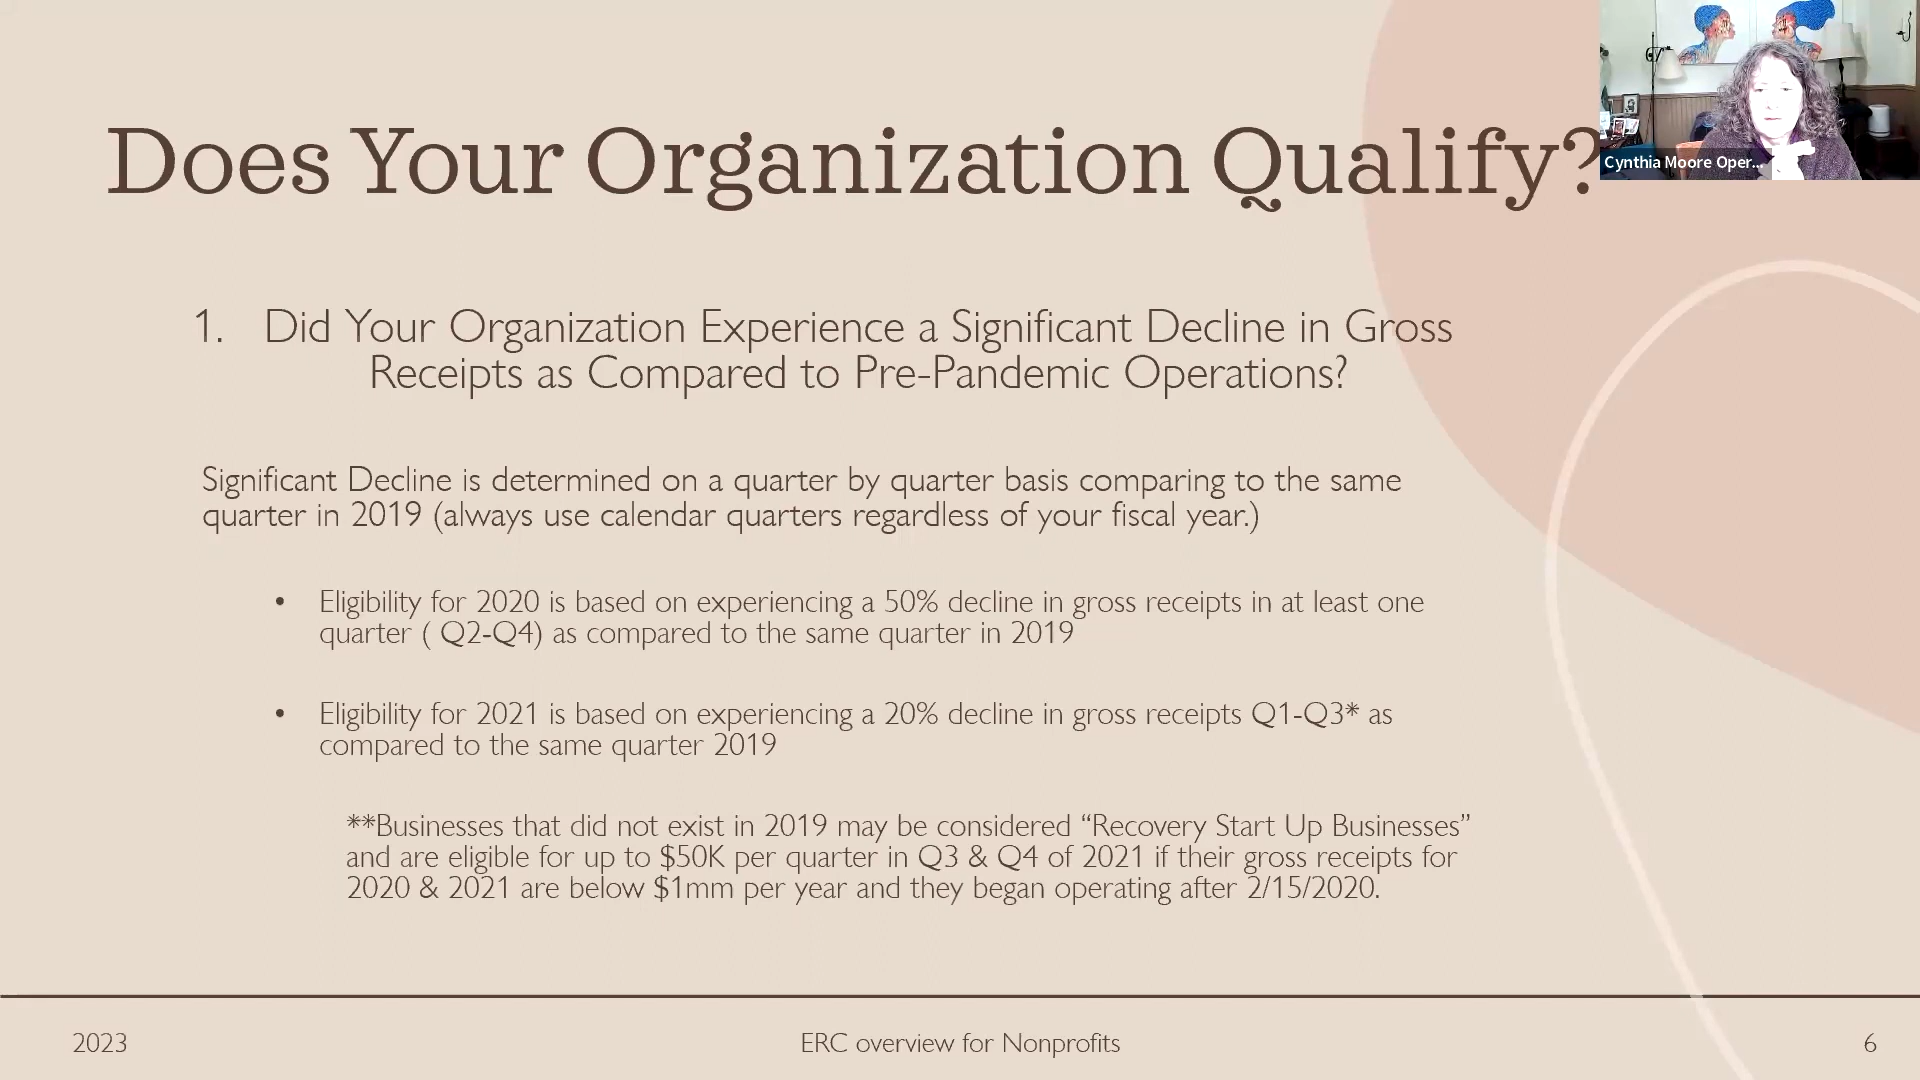 Does Your Organization Qualify?
Cynthia Moore Oper...
1. Did Your Organization Experience a Significant Decline in Gross
Receipts as Compared to Pre-Pandemic Operations?
Significant Decline is determined on a quarter by quarter basis comparing to the same
quarter in 2019 (always use calendar quarters regardless of your fiscal year.)
• Eligibility for 2020 is based on experiencing a 50% decline in gross receipts in at least one
quarter ( Q2-Q4) as compared to the same quarter in 2019
• Eligibility for 2021 is based on experiencing a 20% decline in gross receipts Q1-Q3* as
compared to the same quarter 2019
**Businesses that did not exist in 2019 may be considered “Recovery Start Up Businesses”
and are eligible for up to $50K per quarter in Q3 & Q4 of 2021 if their gross receipts for
2020 & 2021 are below $1mm per year and they began operating after 2/15/2020.
2023
ERC overview for Nonprofits
6